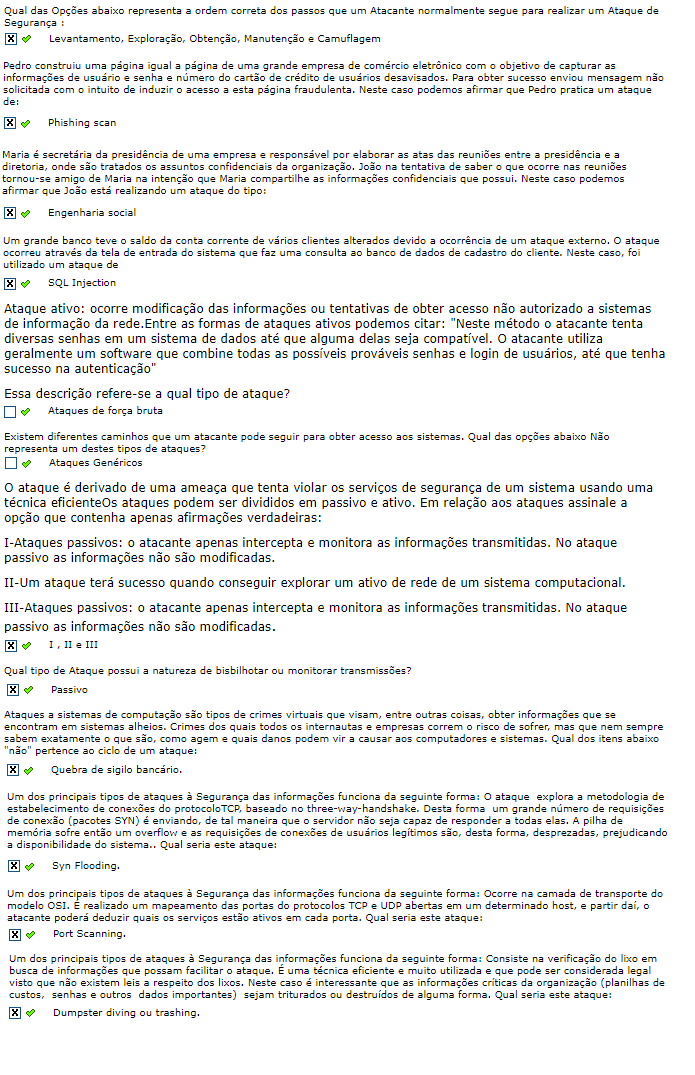 Qual das Opções abaixo representa a ordem correta dos passos que um Atacante normalmente segue para realizar um Ataque de
Segurança :
Levantamento, Exploração, Obtenção, Manutenção e Camuflagem
Pedro construiu uma página igual a página de uma grande empresa de comércio eletrônico com o objetivo de capturar as
informações de usuário e senha e número do cartão de crédito de usuários desavisados. Para obter sucesso enviou mensagem não
solicitada com o intuito de induzir o acesso a esta página fraudulenta. Neste caso podemos afirmar que Pedro pratica um ataque
de:
Phishing scan
Maria é secretária da presidência de uma empresa e responsável por elaborar as atas das reuniões entre a presidência e a
diretoria, onde são tratados os assuntos confidenciais da organização. João na tentativa de saber o que ocorre nas reuniões
tornou-se amigo de Maria na intenção que Maria compartilhe as informações confidenciais que possui. Neste caso podemos
afirmar que João está realizando um ataque do tipo:
Engenharia social
Um grande banco teve o saldo da conta corrente de vários clientes alterados devido a ocorrência de um ataque externo. O ataque
ocorreu através da tela de entrada do sistema que faz uma consulta ao banco de dados de cadastro do cliente. Neste caso, foi
utilizado um ataque de
SQL Injection
Ataque ativo: ocorre modificação das informações ou tentativas de obter acesso não autorizado a sistemas
de informação da rede.Entre as formas de ataques ativos podemos citar: "Neste método o atacante tenta
diversas senhas em um sistema de dados até que alguma delas seja compatível. O atacante utiliza
geralmente um software que combine todas as possíveis prováveis senhas e login de usuários, até que tenha
sucesso na autenticação"
Essa descrição refere-se a qual tipo de ataque?
Ataques de força bruta
Existem diferentes caminhos que um atacante pode seguir para obter acesso aos sistemas. Qual das opções abaixo Não
representa um destes tipos de ataques?
Ataques Genéricos
O ataque é derivado de uma ameaça que tenta violar os serviços de segurança de um sistema usando uma
técnica eficienteOs ataques podem ser divididos em passivo e ativo. Em relação aos ataques assinale a
opção que contenha apenas afirmações verdadeiras:
I-Ataques passivos: o atacante apenas intercepta e monitora as informações transmitidas. No ataque
passivo as informações não são modificadas.
II-Um ataque terá sucesso quando conseguir explorar um ativo de rede de um sistema computacional.
III-Ataques passivos: o atacante apenas intercepta e monitora as informações transmitidas. No ataque
passivo as informações não são modificadas.
I , II e III
Qual tipo de Ataque possui a natureza de bisbilhotar ou monitorar transmissões?
Passivo
Ataques a sistemas de computação são tipos de crimes virtuais que visam, entre outras coisas, obter informações que se
encontram em sistemas alheios. Crimes dos quais todos os internautas e empresas correm o risco de sofrer, mas que nem sempre
sabem exatamente o que são, como agem e quais danos podem vir a causar aos computadores e sistemas. Qual dos itens abaixo
"não" pertence ao ciclo de um ataque:
Quebra de sigilo bancário.
Um dos principais tipos de ataques à Segurança das informações funciona da seguinte forma: O ataque explora a metodologia de
estabelecimento de conexões do protocoloTCP, baseado no three-way-handshake. Desta forma um grande número de requisições
de conexão (pacotes SYN) é enviando, de tal maneira que o servidor não seja capaz de responder a todas elas. A pilha de
memória sofre então um overflow e as requisições de conexões de usuários legítimos são, desta forma, desprezadas, prejudicando
a disponibilidade do sistema.. Qual seria este ataque:
Syn Flooding.
Um dos principais tipos de ataques à Segurança das informações funciona da seguinte forma: Ocorre na camada de transporte do
modelo OSI. É realizado um mapeamento das portas do protocolos TCP e UDP abertas em um determinado host, e partir daí, o
atacante poderá deduzir quais os serviços estão ativos em cada porta. Qual seria este ataque:
Port Scanning.
Um dos principais tipos de ataques à Segurança das informações funciona da seguinte forma: Consiste na verificação do lixo em
busca de informações que possam facilitar o ataque. É uma técnica eficiente e muito utilizada e que pode ser considerada legal
visto que não existem leis a respeito dos lixos. Neste caso é interessante que as informações críticas da organização (planilhas de
custos, senhas e outros dados importantes) sejam triturados ou destruídos de alguma forma. Qual seria este ataque:
Dumpster diving ou trashing.